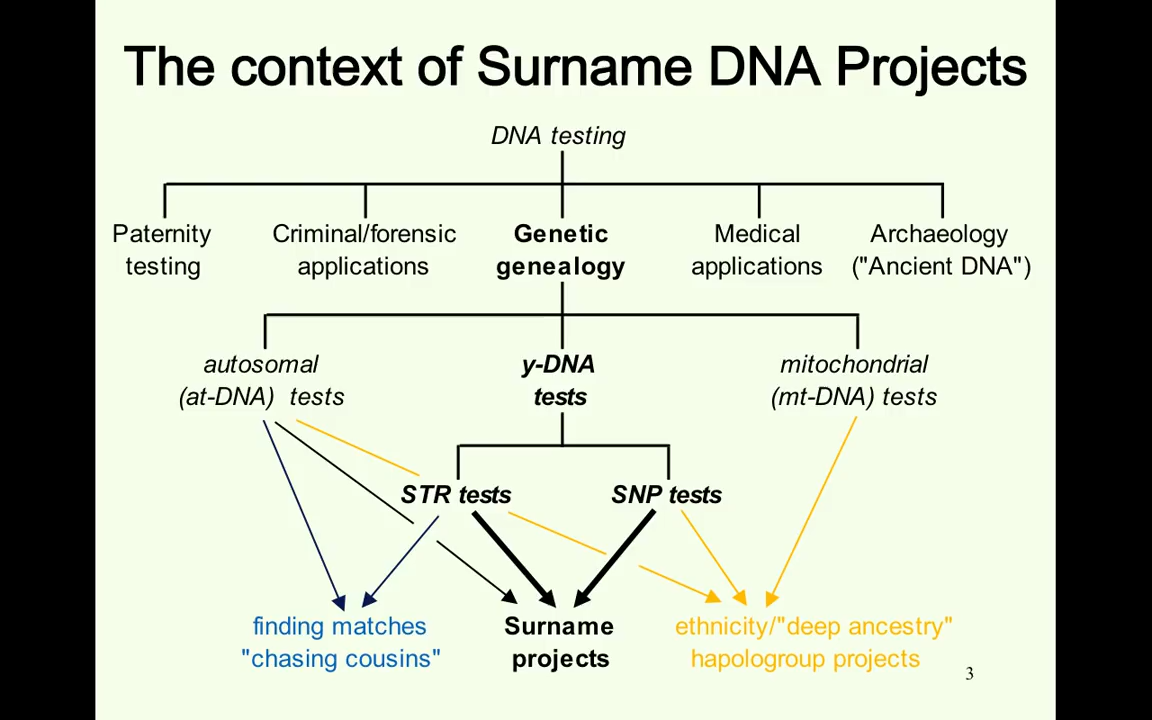 The context of Surname DNA Projects
DNA testing
Paternity
testing
Criminal/forensic
applications
Genetic
genealogy
Medical
applications
Archaeology
("Ancient DNA")
autosomal
(at-DNA) tests
y-DNA
tests
mitochondrial
(mt-DNA) tests
STR tests
SNP tests
finding matches
"chasing cousins"
Surname
projects
ethnicity/"deep ancestry"
hapologroup projects
3